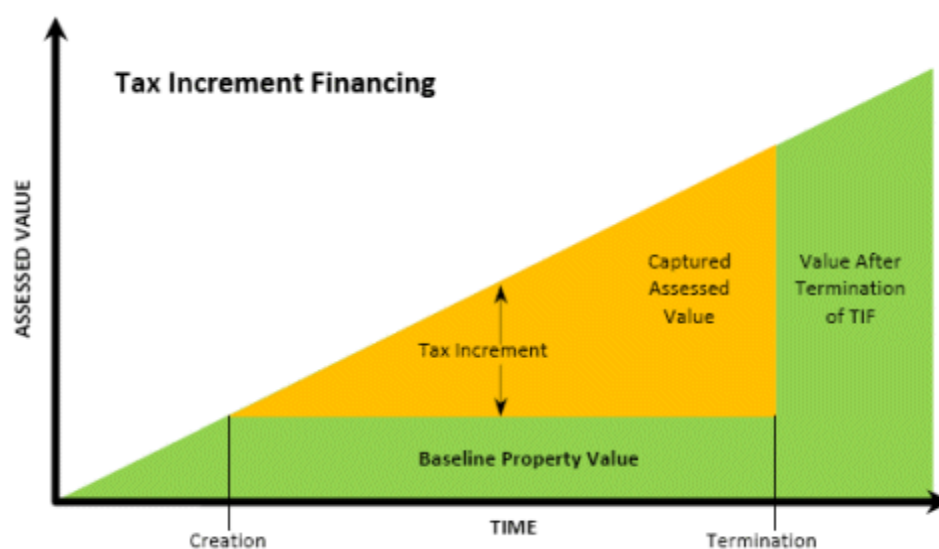 Tax Increment Financing
ASSESSED VALUE
Captured
Assessed
Value
Value After
Termination
of TIF
Tax Increment
Baseline Property Value
TIME
Creation
Termination